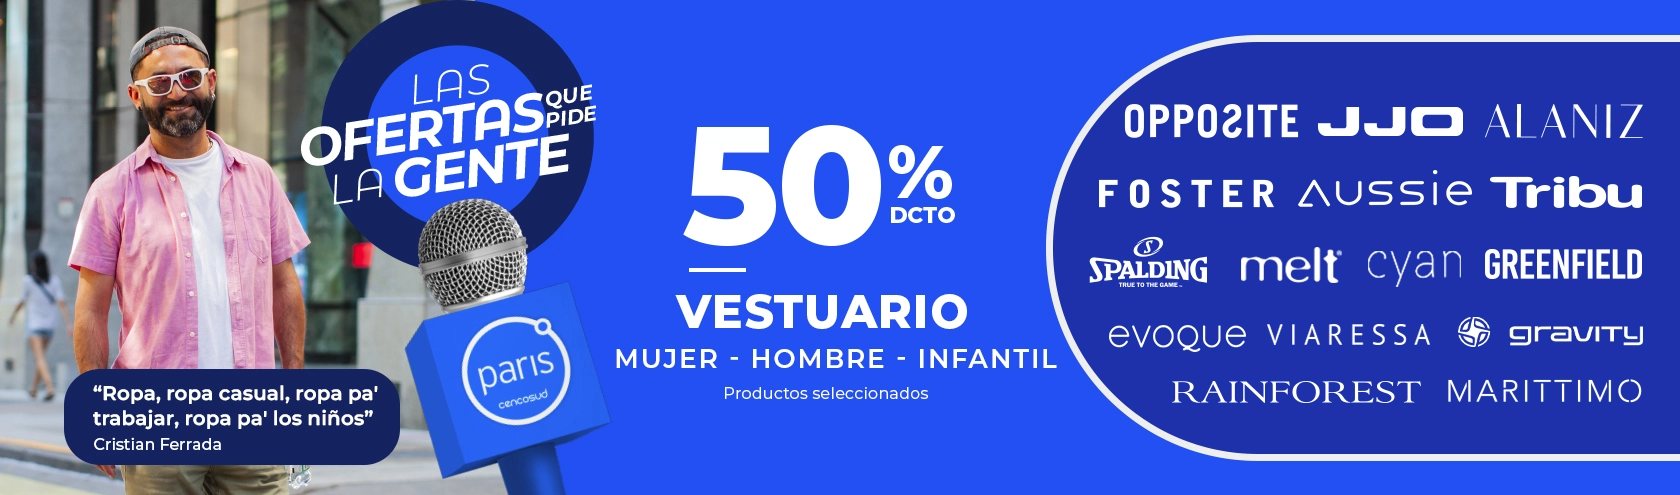 LAS
OFERTAS QUE PIDE
LA GENTE
“Ropa, ropa casual, ropa pa'
trabajar, ropa pa' los niños”
Cristian Ferrada
paris
cencosud
50% DCTO
VESTUARIO
MUJER - HOMBRE - INFANTIL
Productos seleccionados
OPPOSITE JJO ALANIZ
FOSTER AUSSIE Tribu
SPALDING melt cyan GREENFIELD
TRUE TO THE GAME
evoque VIARESSA gravity
RAINFOREST MARITTIMO